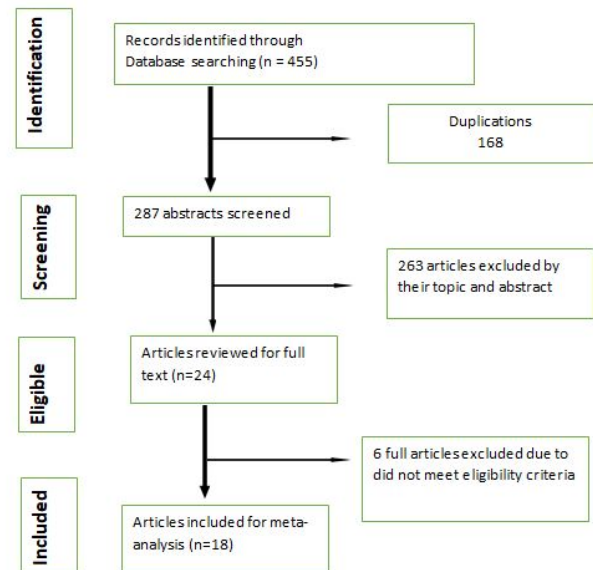 Identification
Records identified through
Database searching (n = 455)
Duplications
168
Screening
287 abstracts screened
263 articles excluded by
their topic and abstract
Eligible
Articles reviewed for full
text (n=24)
6 full articles excluded due to
did not meet eligibility criteria
Included
Articles included for meta-
analysis (n=18)